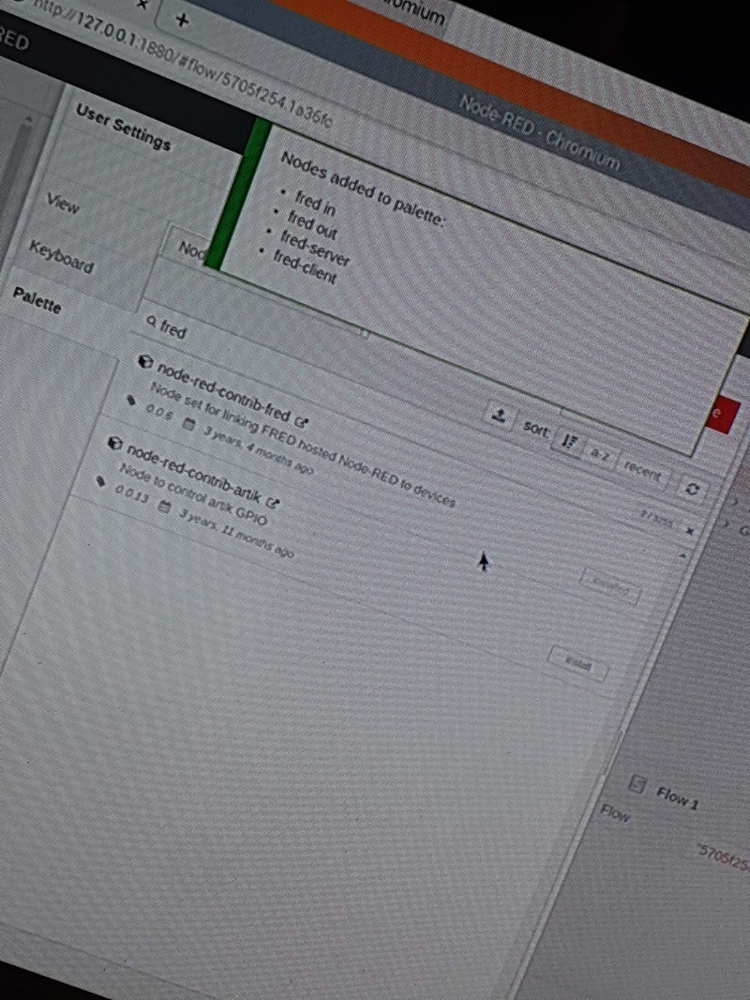 omium
Node-RED - Chromium
http://127.0.0.1:1880/#flow/5705f254.1a35fc
RED
User Settings
View
Keyboard
Palette
Nodes added to palette:
• fred in
• fred out
• fred-server
• fred-client
Nod
fred
sort:
a-z
recent
node-red-contrib-fred
Node set for linking FRED hosted Node-RED to devices
0.0.6 3 years, 4 months ago
node-red-contrib-artik
Node to control artik GPIO
0.0.13 3 years, 11 months ago
install
Flow 1
Flow
"5705f25